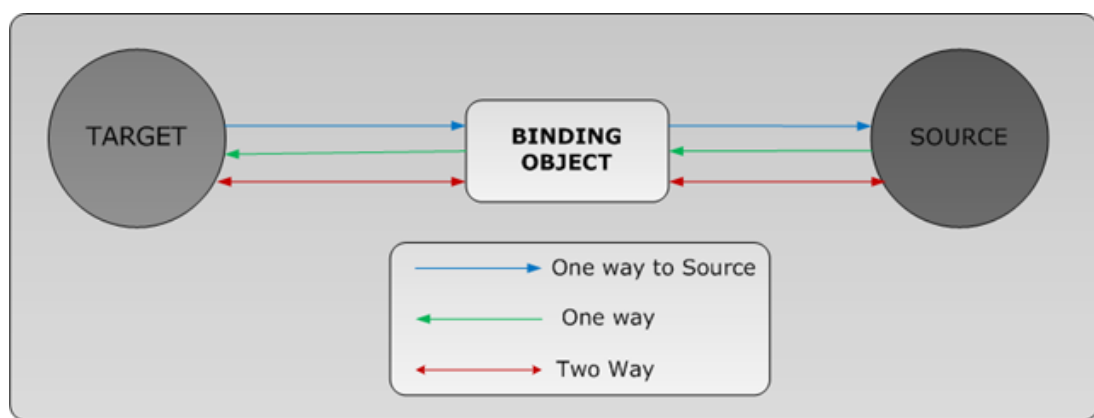 TARGET
BINDING
OBJECT
SOURCE
One way to Source
One way
Two Way